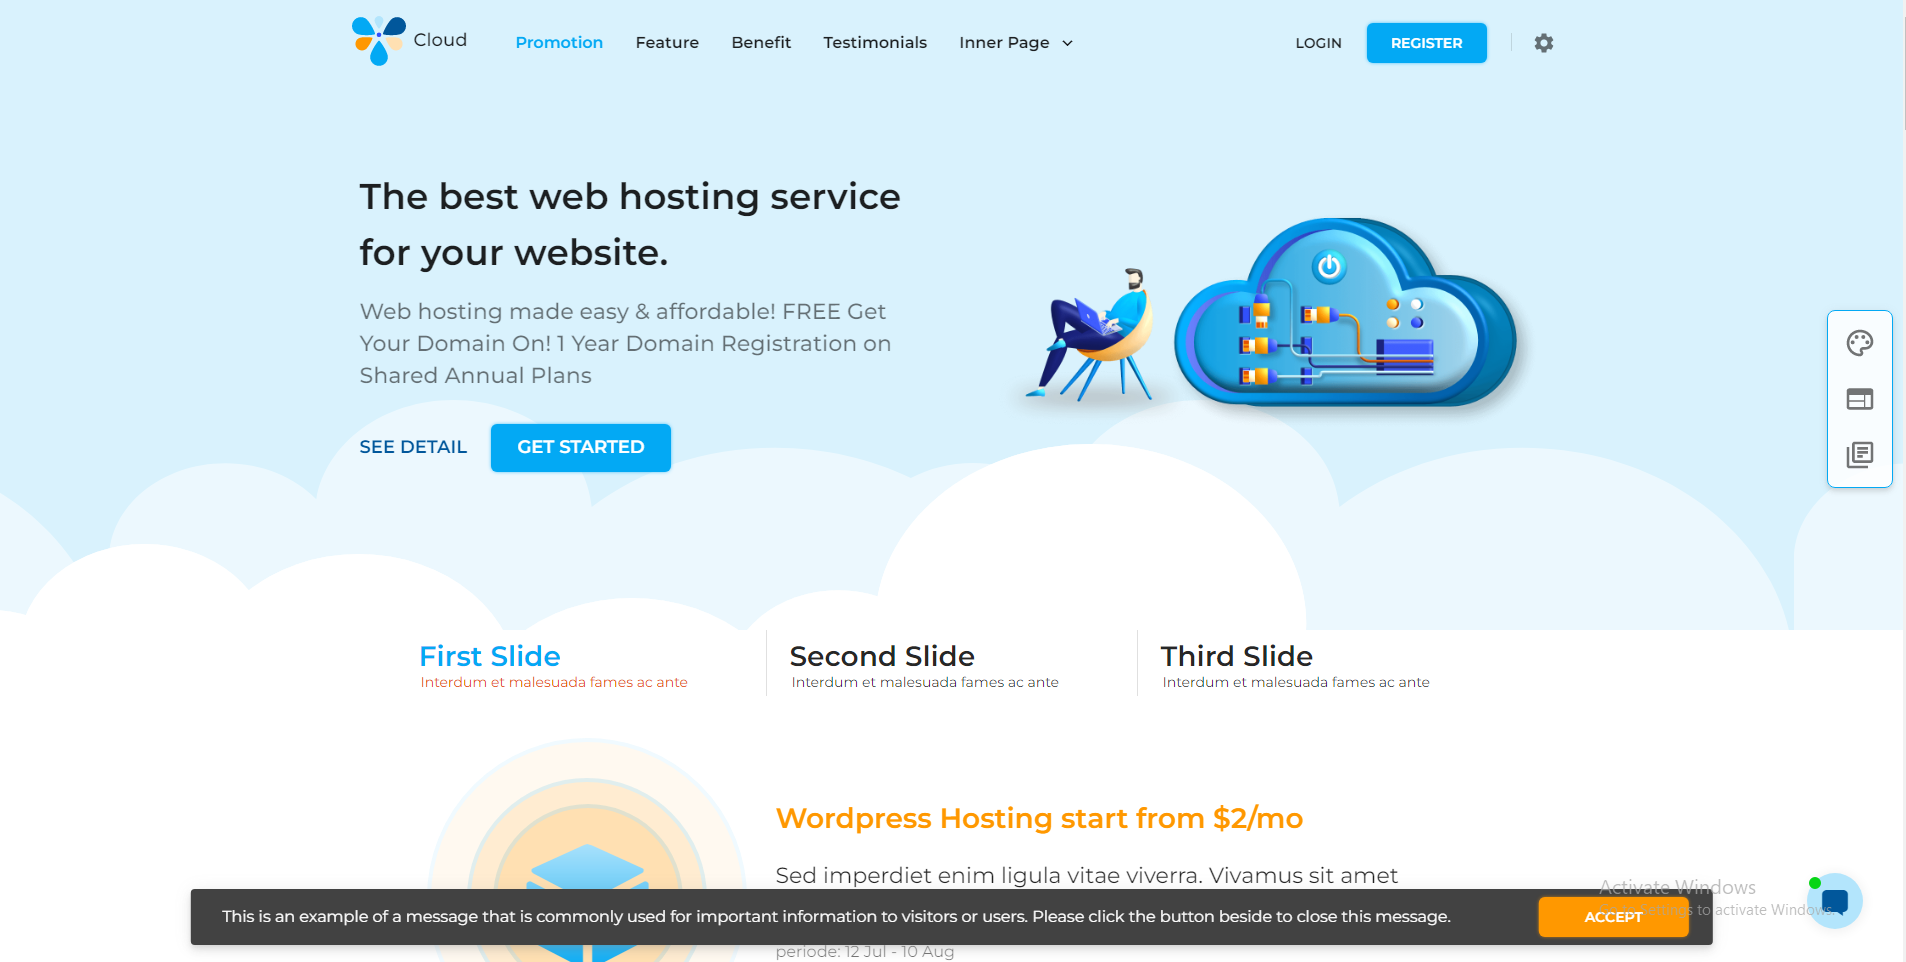 Cloud
Promotion Feature Benefit Testimonials Inner Page
LOGIN REGISTER
The best web hosting service
for your website.
Web hosting made easy & affordable! FREE Get
Your Domain On! 1 Year Domain Registration on
Shared Annual Plans
SEE DETAIL GET STARTED
First Slide
Interdum et malesuada fames ac ante
Second Slide
Interdum et malesuada fames ac ante
Third Slide
Interdum et malesuada fames ac ante
Wordpress Hosting start from $2/mo
Sed imperdiet enim ligula vitae viverra. Vivamus sit amet
Activate Windows
Go to Settings to activate Windows.
This is an example of a message that is commonly used for important information to visitors or users. Please click the button beside to close this message.
ACCEPT
periode: 12 Jul - 10 Aug